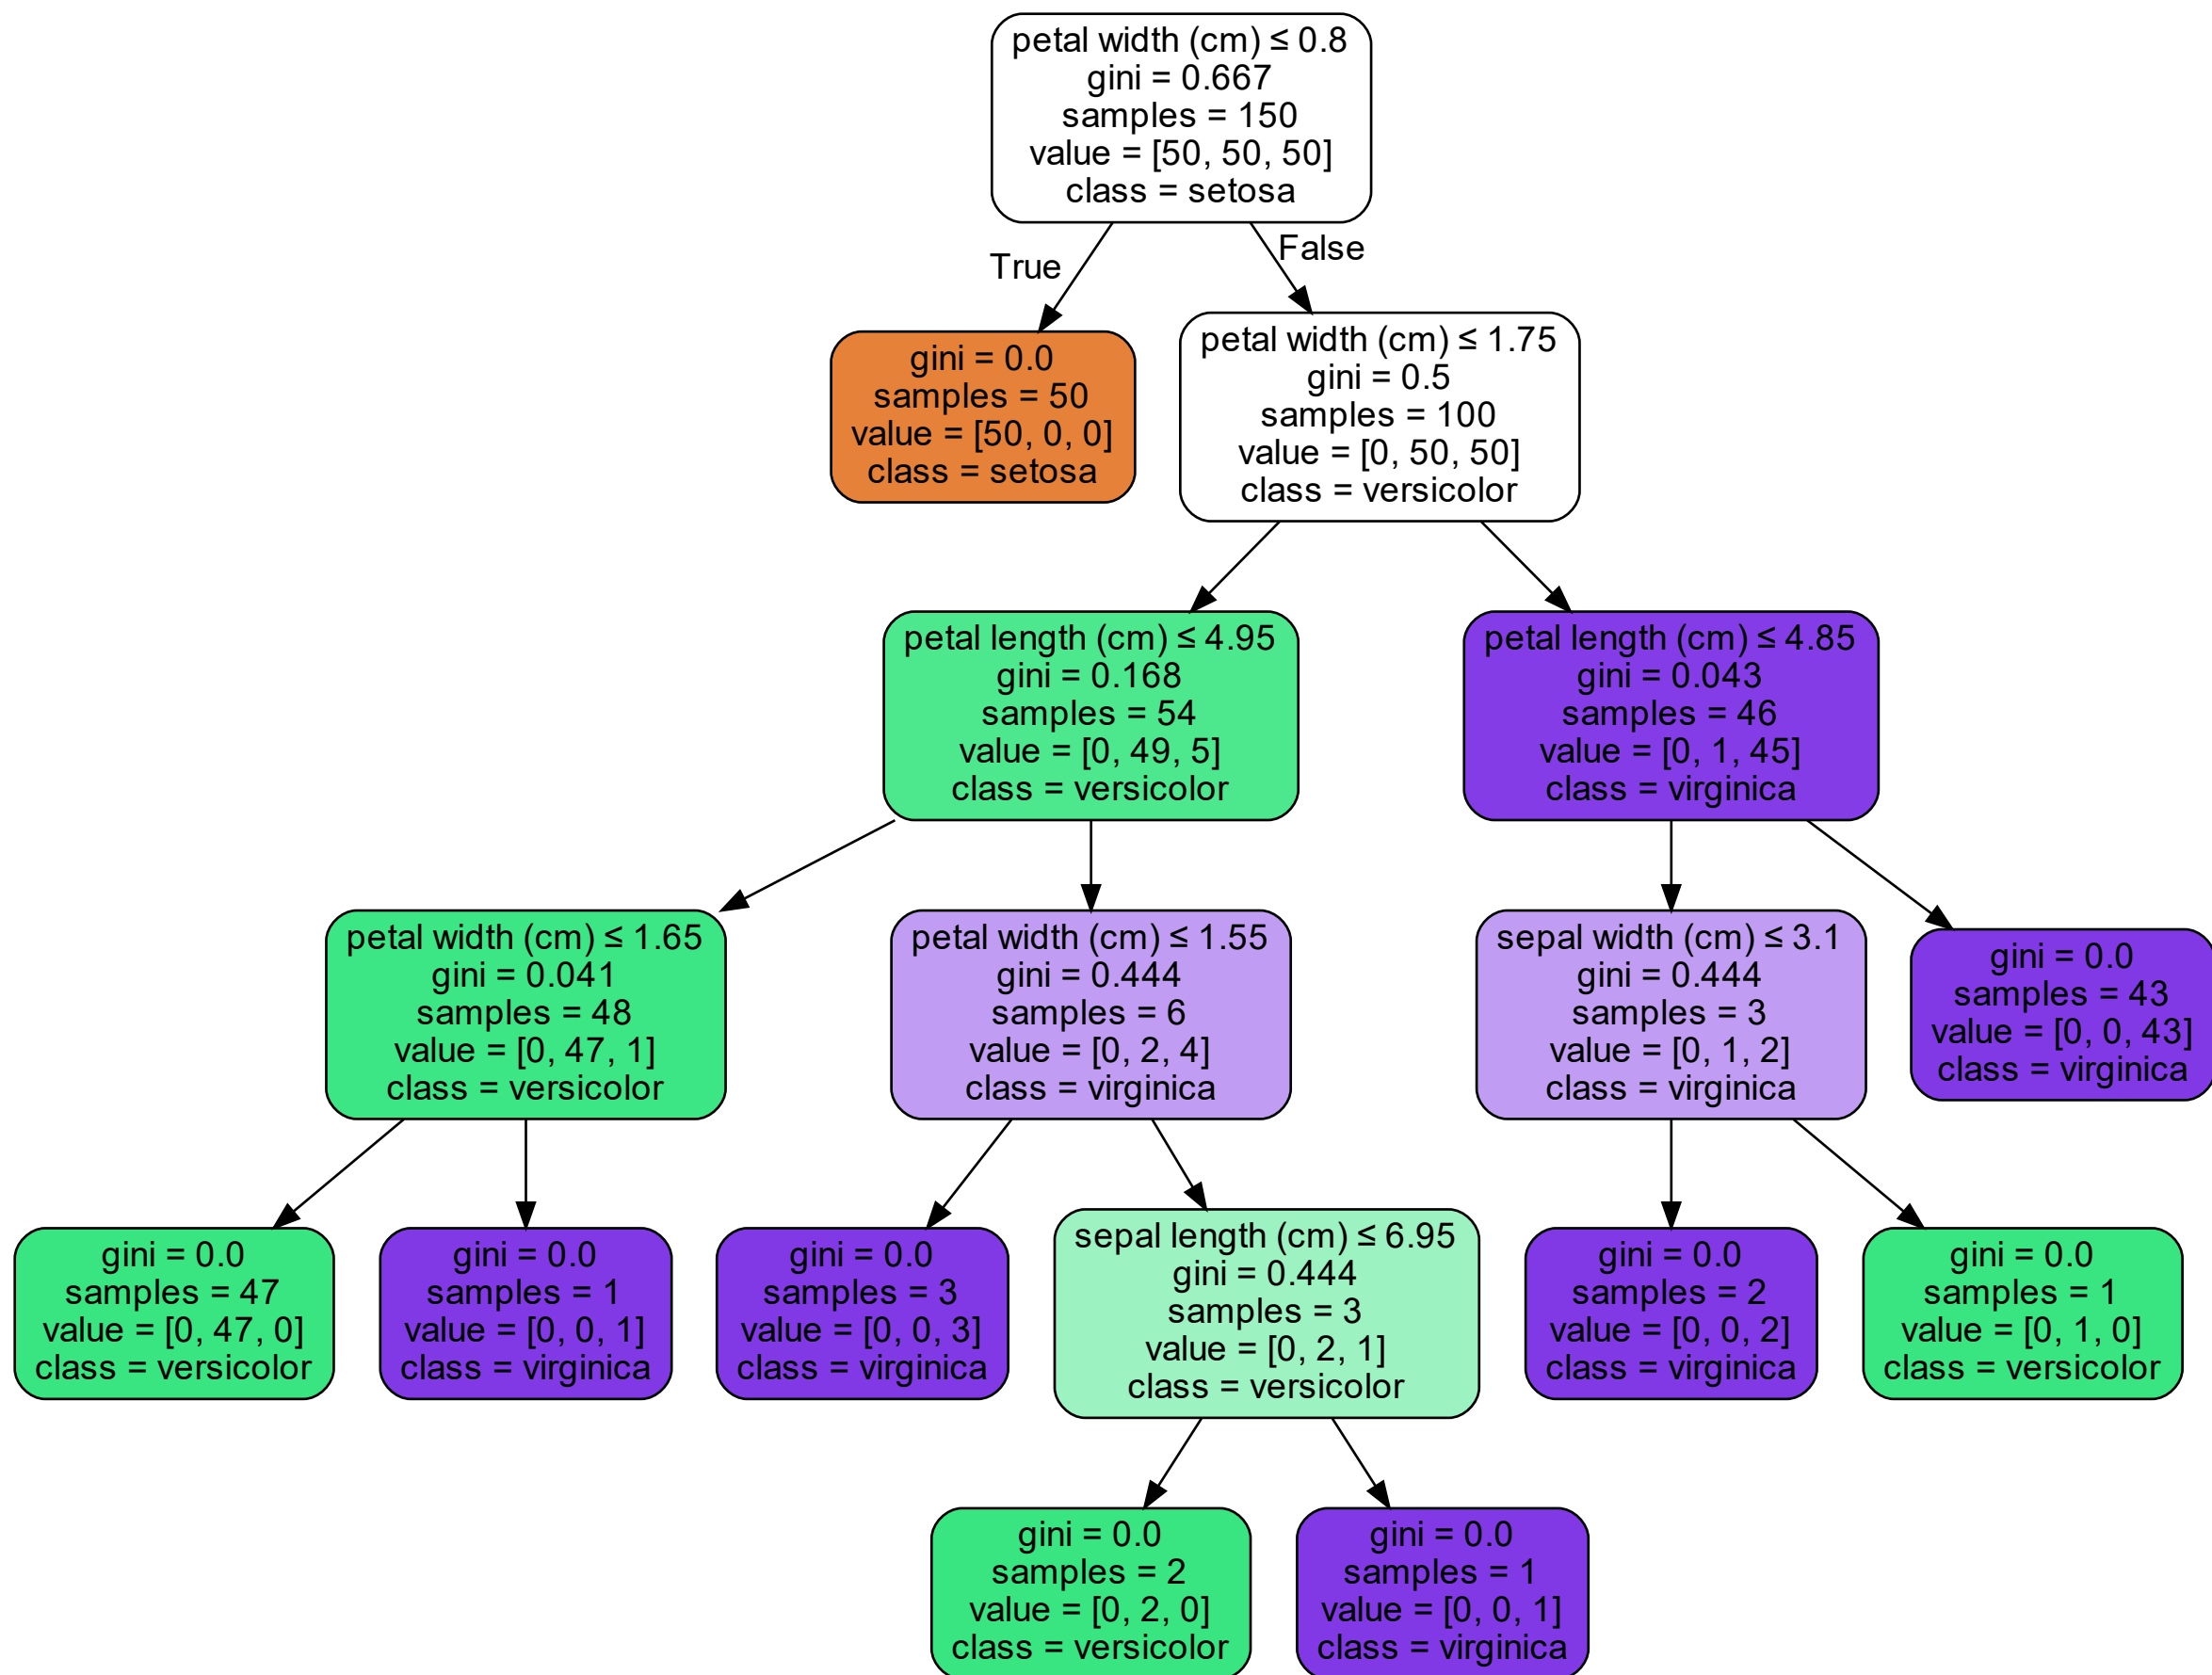 petal width (cm) ≤ 0.8
gini = 0.667
samples = 150
value = [50, 50, 50]
class = setosa
True
False
gini = 0.0
samples = 50
value = [50, 0, 0]
class = setosa
petal width (cm) ≤ 1.75
gini = 0.5
samples = 100
value = [0, 50, 50]
class = versicolor
petal length (cm) ≤ 4.95
gini = 0.168
samples = 54
value = [0, 49, 5]
class = versicolor
petal length (cm) ≤ 4.85
gini = 0.043
samples = 46
value = [0, 1, 45]
class = virginica
petal width (cm) ≤ 1.65
gini = 0.041
samples = 48
value = [0, 47, 1]
class = versicolor
petal width (cm) ≤ 1.55
gini = 0.444
samples = 6
value = [0, 2, 4]
class = virginica
sepal width (cm) ≤ 3.1
gini = 0.444
samples = 3
value = [0, 1, 2]
class = virginica
gini = 0.0
samples = 43
value = [0, 0, 43]
class = virginica
gini = 0.0
samples = 47
value = [0, 47, 0]
class = versicolor
gini = 0.0
samples = 1
value = [0, 0, 1]
class = virginica
gini = 0.0
samples = 3
value = [0, 0, 3]
class = virginica
sepal length (cm) ≤ 6.95
gini = 0.444
samples = 3
value = [0, 2, 1]
class = versicolor
gini = 0.0
samples = 2
value = [0, 0, 2]
class = virginica
gini = 0.0
samples = 1
value = [0, 1, 0]
class = versicolor
gini = 0.0
samples = 2
value = [0, 2, 0]
class = versicolor
gini = 0.0
samples = 1
value = [0, 0, 1]
class = virginica